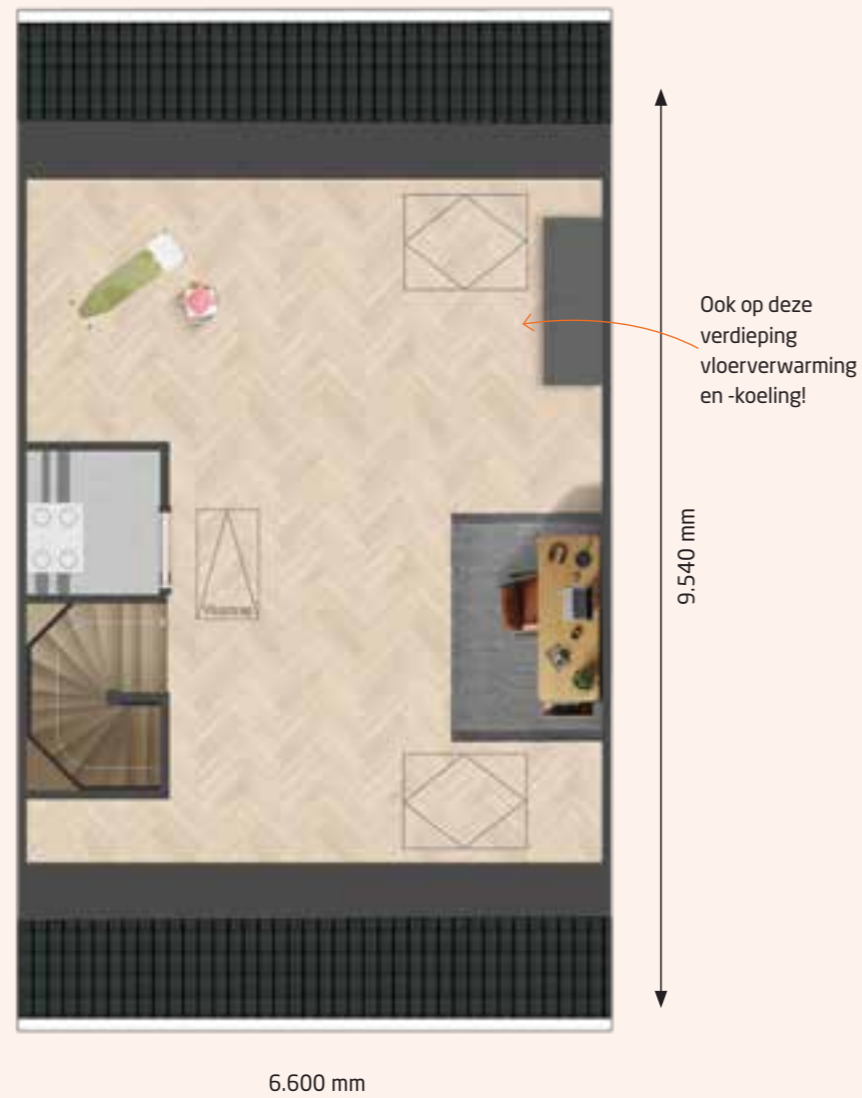 Ook op deze
verdieping
vloerverwarming
en -koeling!
9.540 mm
6.600 mm